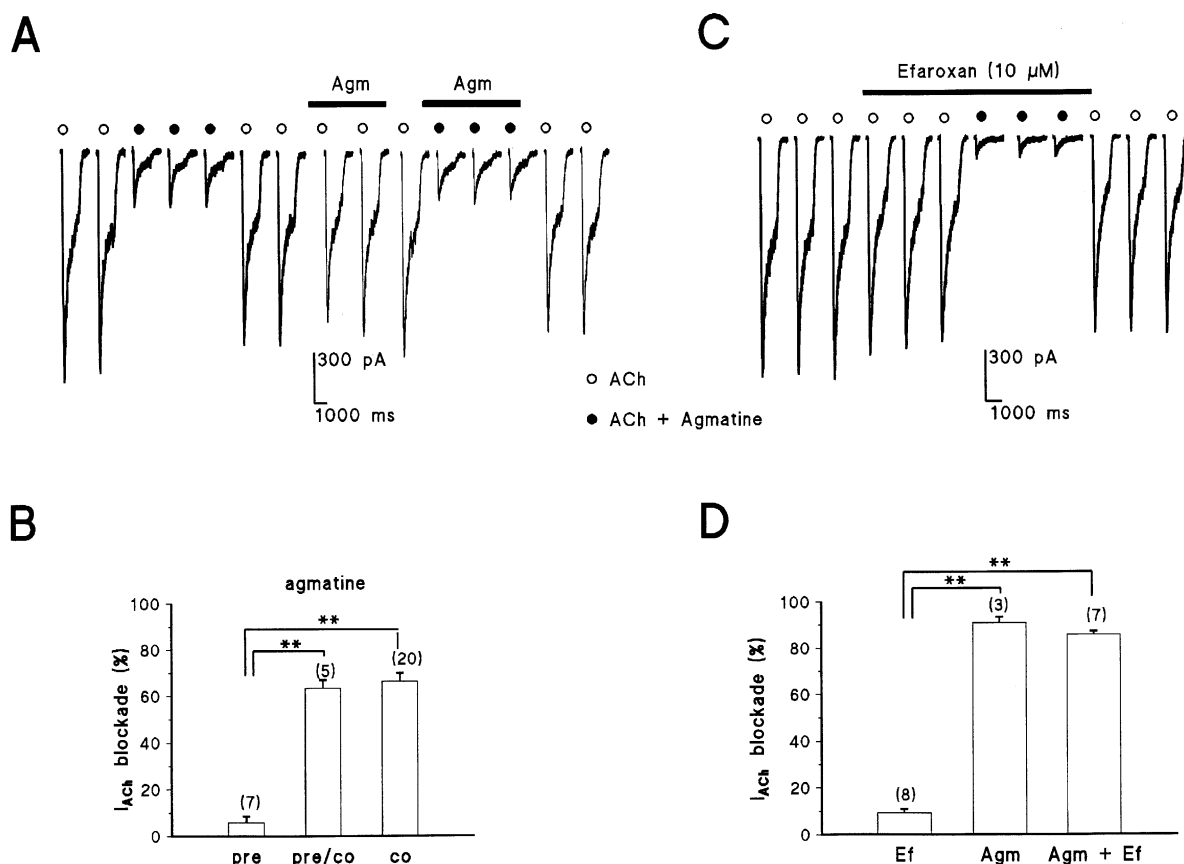 A
Agm
Agm
300 pA
1000 ms
C
Efaroxan (10 µM)
300 pA
1000 ms
○ ACh
● ACh + Agmatine
B
agmatine
I_ACh blockade (%)
100
80
60
40
20
0
**
**
(7)
(5)
(20)
pre
pre/co
co
D
I_ACh blockade (%)
100
80
60
40
20
0
**
**
(8)
(3)
(7)
Ef
Agm
Agm + Ef